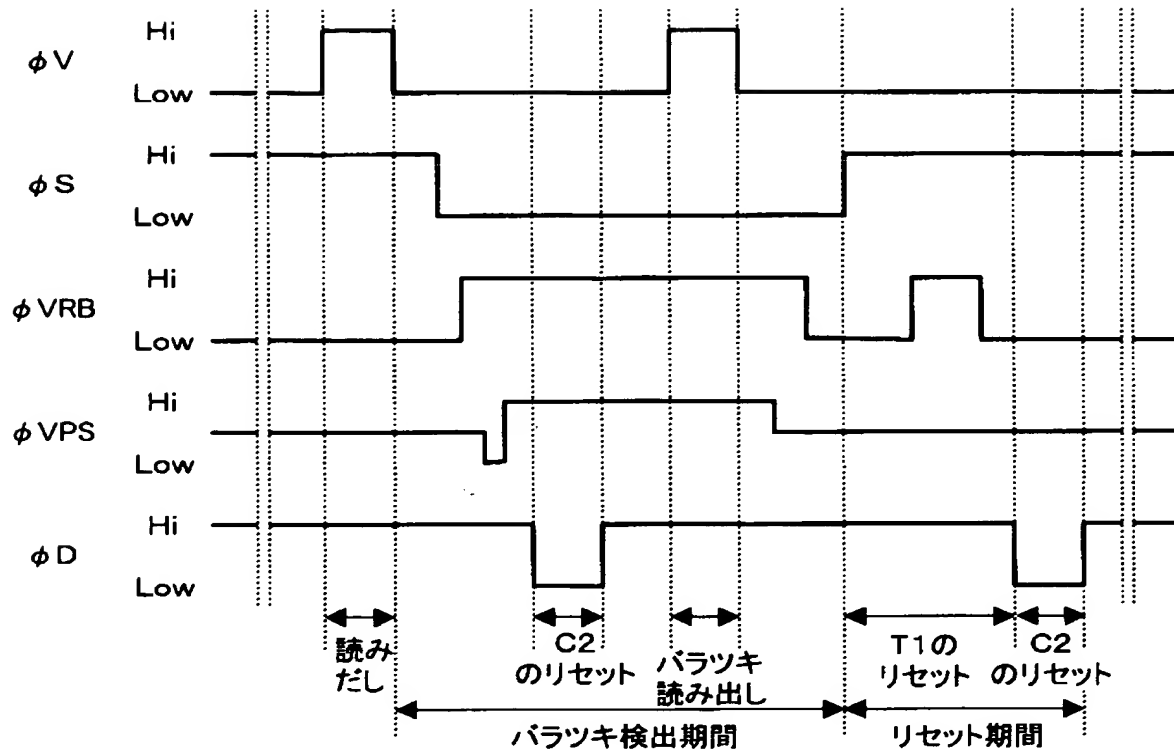 Hi
φV
Low
Hi
φS
Low
Hi
φVRB
Low
Hi
φVPS
Low
Hi
φD
Low
読み
だし
C2
のリセット
バラツキ
読み出し
T1の
リセット
C2
のリセット
バラツキ検出期間
リセット期間